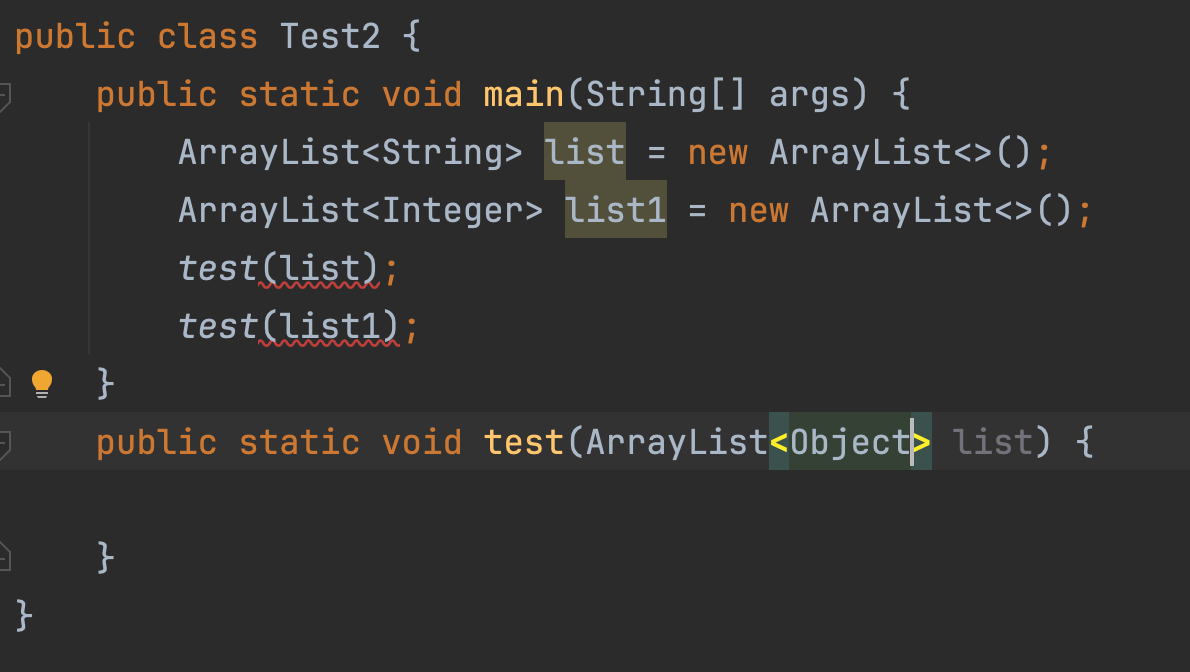 public class Test2 {
    public static void main(String[] args) {
        ArrayList<String> list = new ArrayList<>();
        ArrayList<Integer> list1 = new ArrayList<>();
        test(list);
        test(list1);
    }
    public static void test(ArrayList<Object> list) {
    }
}